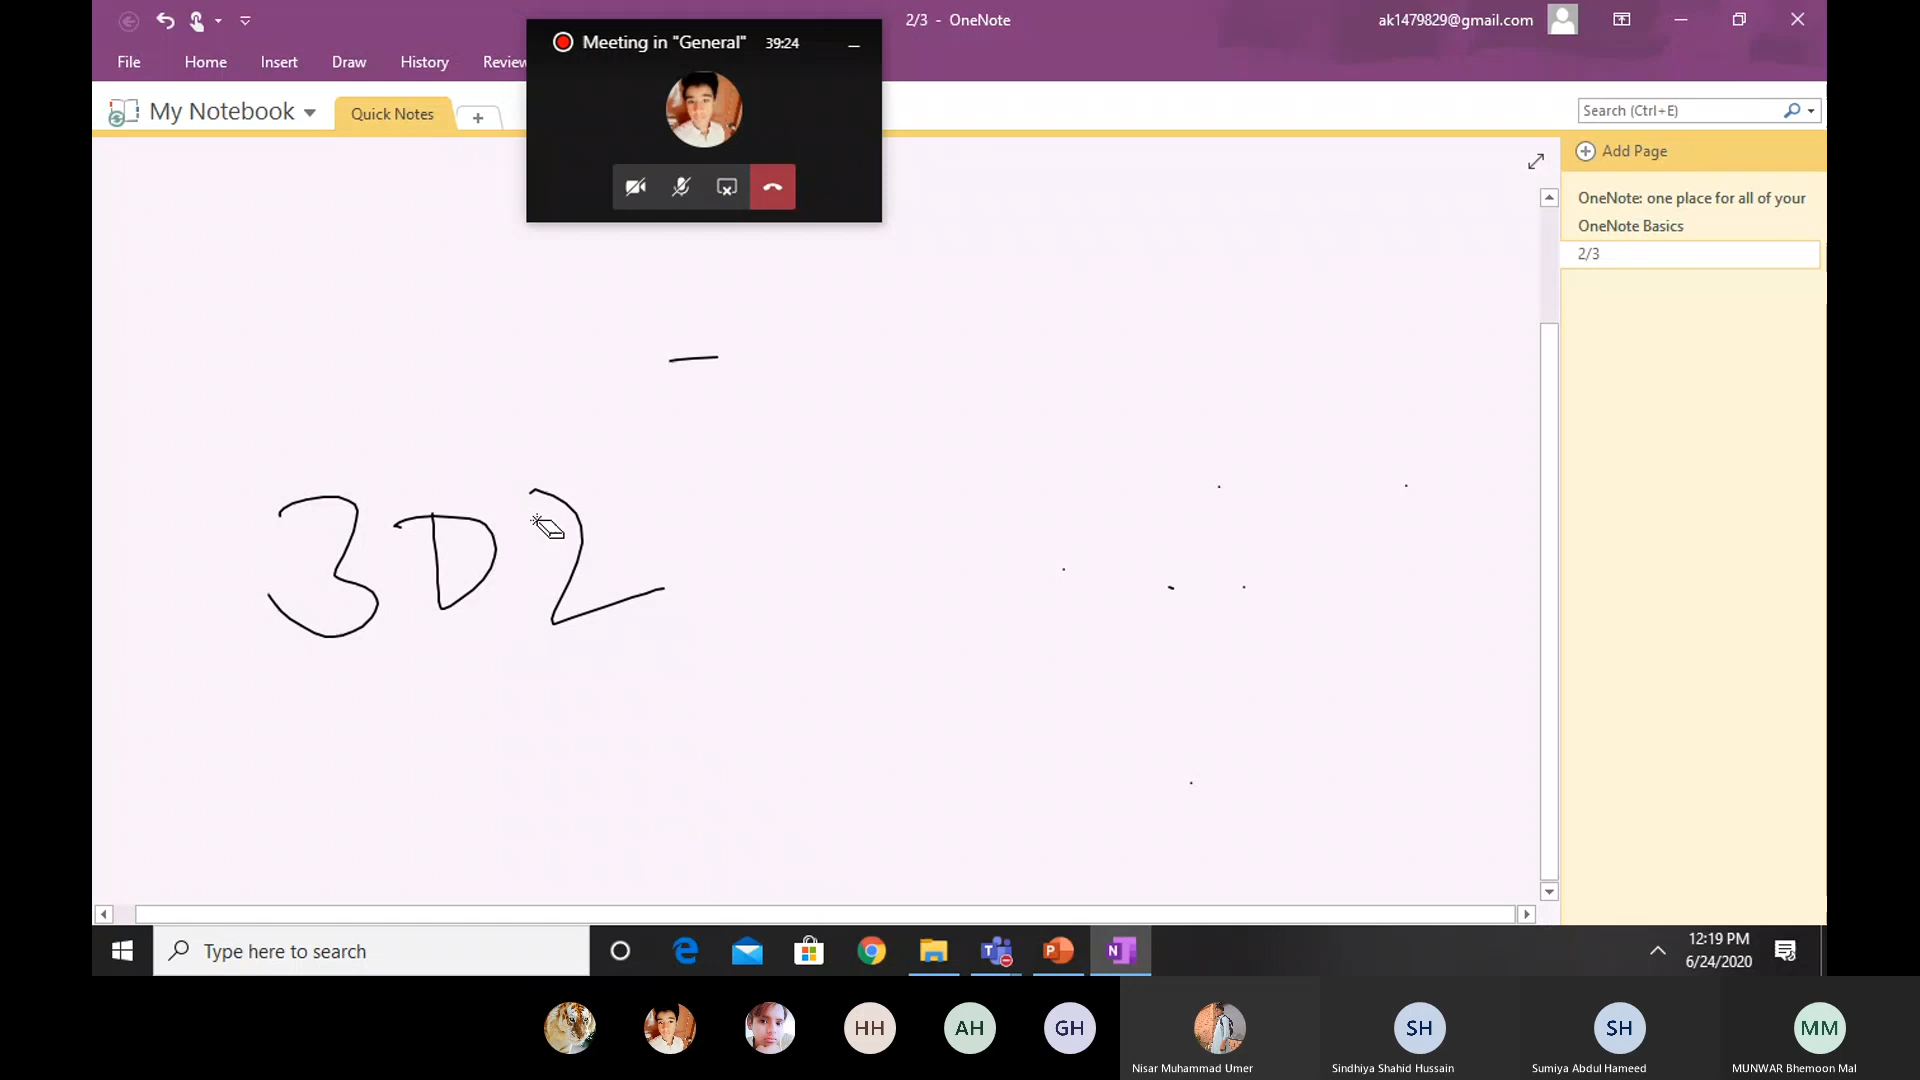 2/3 - OneNote
ak1479829@gmail.com
Meeting in "General" 39:24
File Home Insert Draw History Review
My Notebook
Quick Notes
Search (Ctrl+E)
Add Page
OneNote: one place for all of your
OneNote Basics
2/3
3D2
Type here to search
12:19 PM
6/24/2020
HH AH GH SH SH MM
Nisar Muhammad Umer
Sindhiya Shahid Hussain
Sumiya Abdul Hameed
MUNWAR Bhemoon Mal